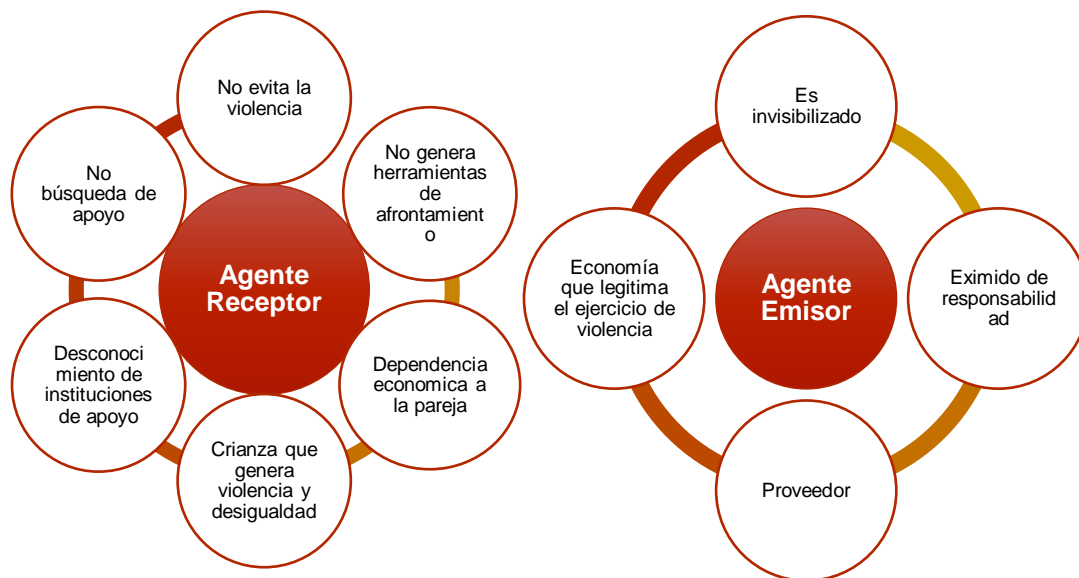 No evita la
violencia
No genera
herramientas
de
afrontamient
o
Dependencia
economica a
la pareja
Crianza que
genera
violencia y
desigualdad
Desconoci
miento de
instituciones
de apoyo
No
búsqueda de
apoyo
Agente
Receptor
Es
invisibilizado
Eximido de
responsabilid
ad
Proveedor
Economía
que legitima
el ejercicio de
violencia
Agente
Emisor